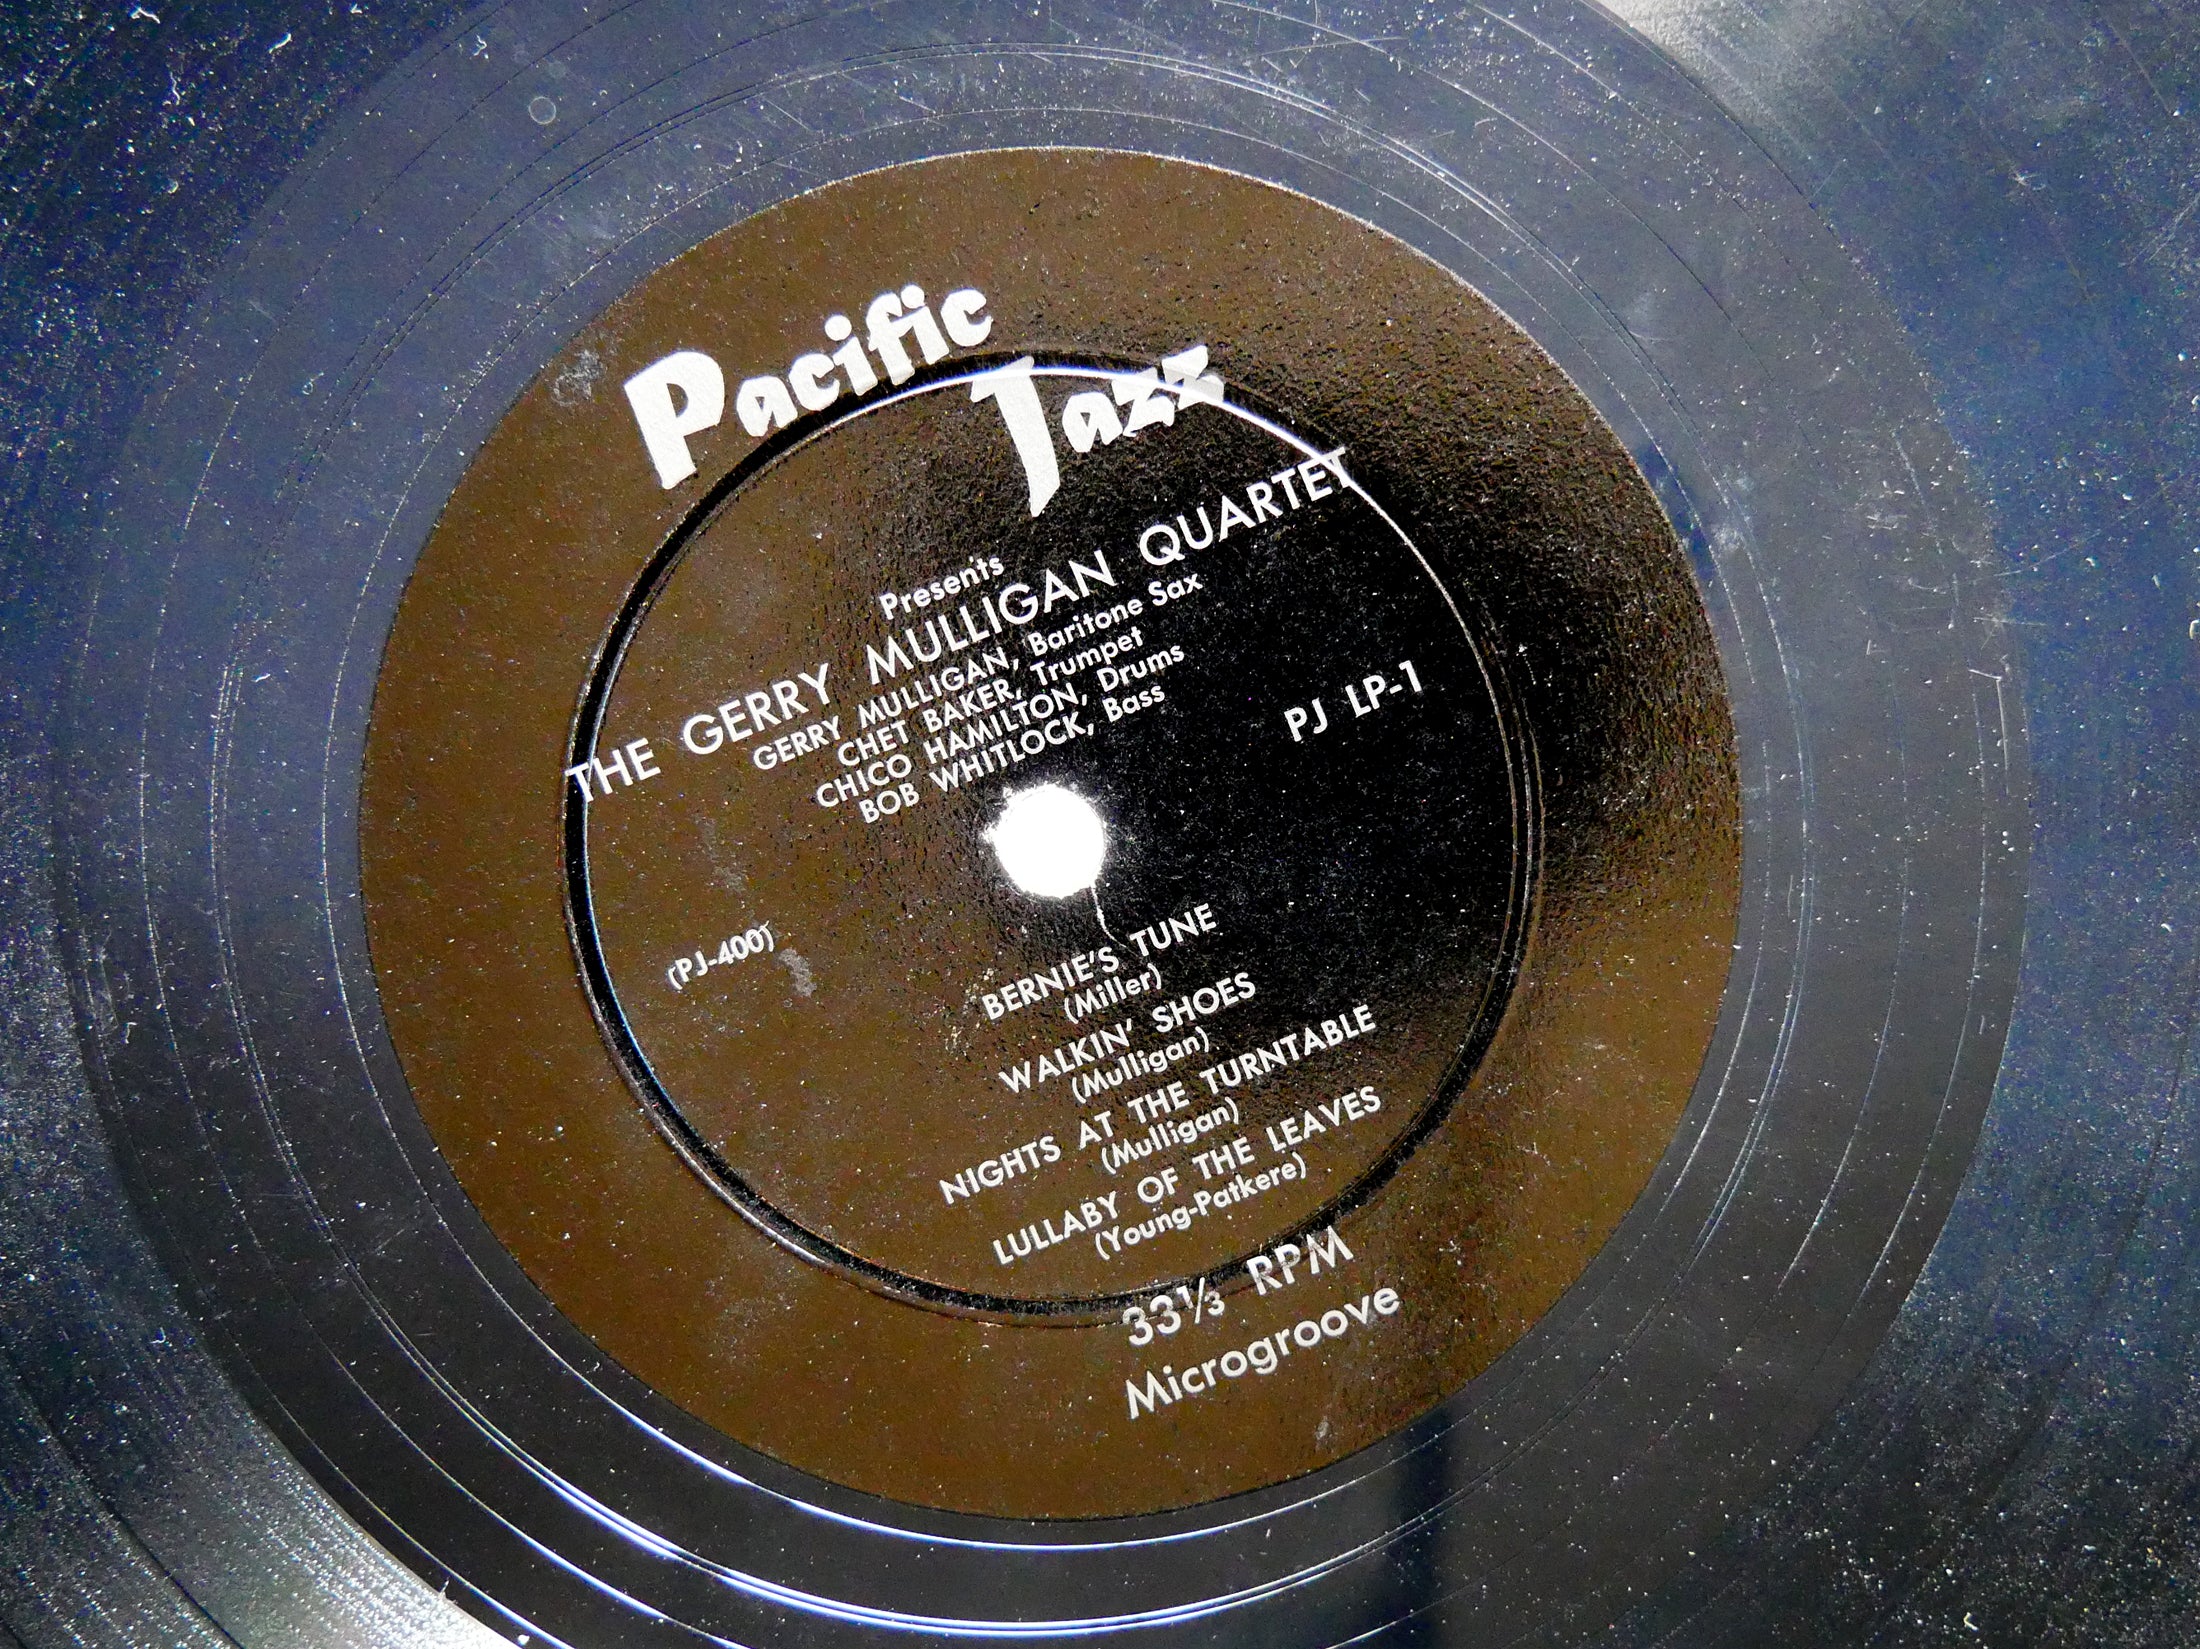 Pacific
Jazz
Presents
THE GERRY MULLIGAN QUARTET
GERRY MULLIGAN, Baritone Sax
CHET BAKER, Trumpet
CHICO HAMILTON, Drums
BOB WHITLOCK, Bass
PJ LP-1
(PJ-400)
BERNIE'S TUNE
(Miller)
WALKIN' SHOES
(Mulligan)
NIGHTS AT THE TURNTABLE
(Mulligan)
LULLABY OF THE LEAVES
(Young-Patkere)
33⅓ RPM
Microgroove